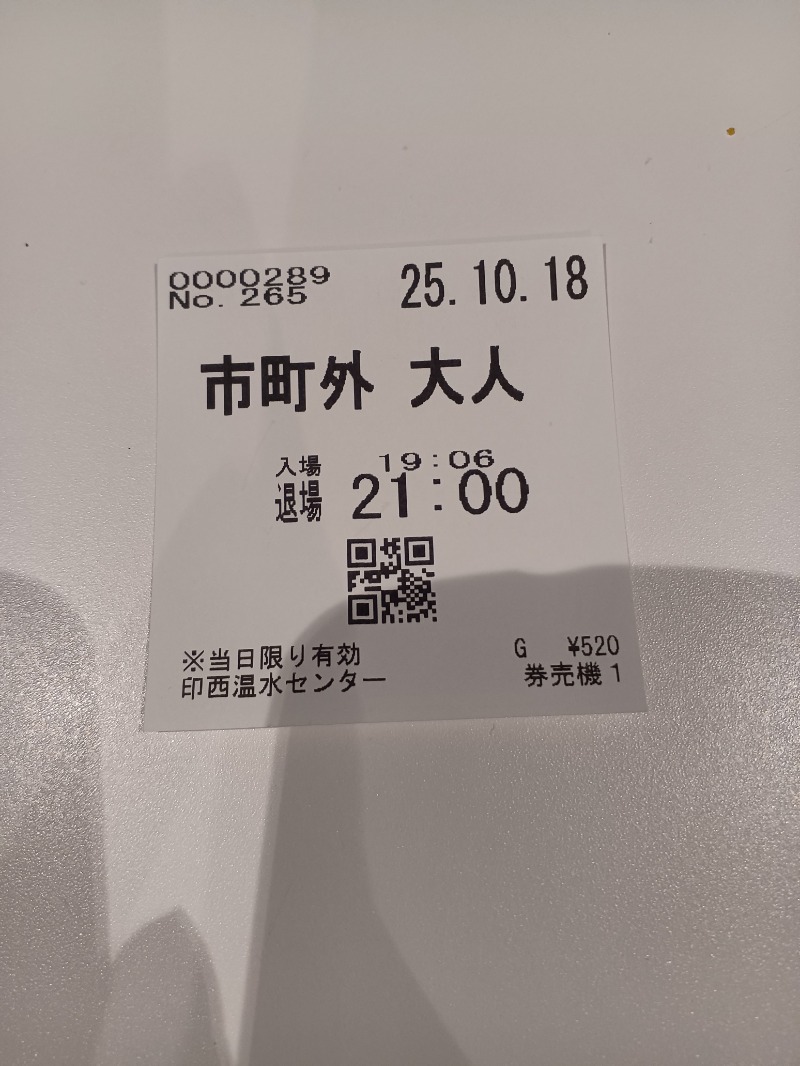 0000289
No. 265
25.10.18
市町外 大人
入場 19:06
退場 21:00
※当日限り有効
印西温水センター
G ¥520
券売機1